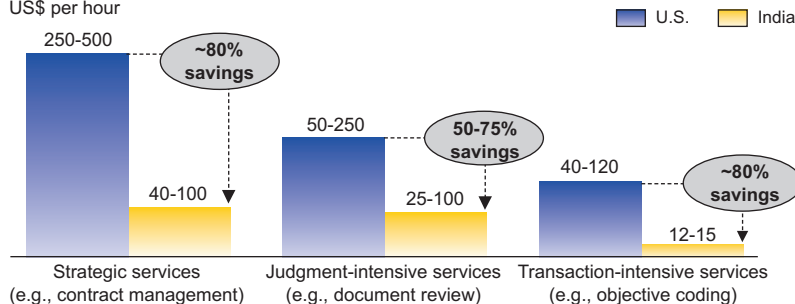 US$ per hour
U.S.
India
250-500
~80%
savings
40-100
50-250
50-75%
savings
25-100
40-120
~80%
savings
12-15
Strategic services
(e.g., contract management)
Judgment-intensive services
(e.g., document review)
Transaction-intensive services
(e.g., objective coding)